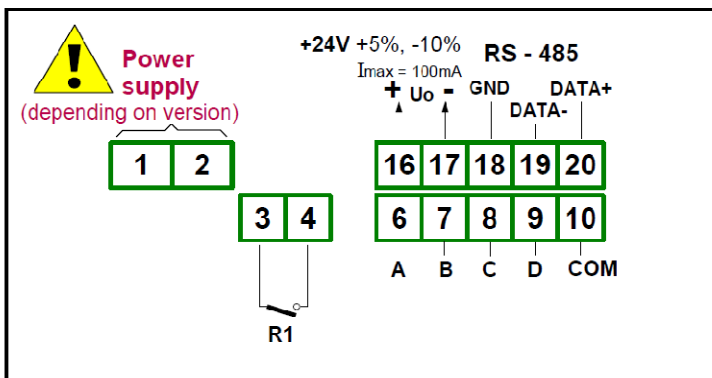 !
Power
supply
(depending on version)
+24V +5%, -10%
Imax = 100mA
+ Uo -
RS - 485
GND
DATA-
DATA+
1 2
3 4
16 17 18 19 20
6 7 8 9 10
A B C D COM
R1